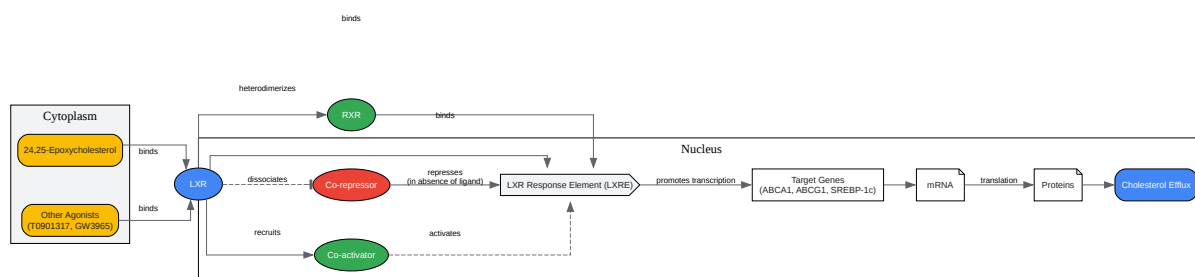 binds
heterodimerizes
Cytoplasm
RXR
binds
24,25-Epoxycholesterol
binds
Nucleus
LXR
dissociates
Co-repressor
represses
(in absence of ligand)
LXR Response Element (LXRE)
promotes transcription
Target Genes
(ABCA1, ABCG1, SREBP-1c)
mRNA
translation
Proteins
Cholesterol Efflux
Other Agonists
(T0901317, GW3965)
binds
recruits
activates
Co-activator